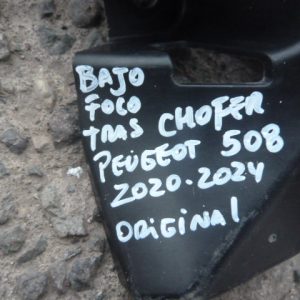 BAJO
FOCO
TRAS CHOFER
PEUGEOT 508
2020-2024
ORIGINAL